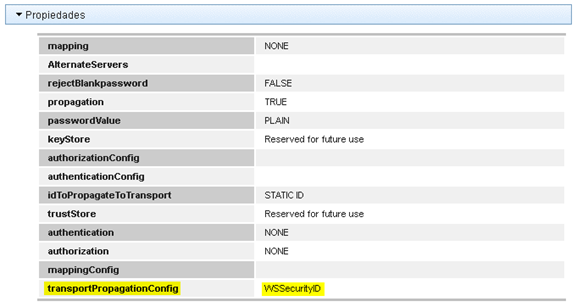 Propiedades
mapping NONE
AlternateServers
rejectBlankpassword FALSE
propagation TRUE
passwordValue PLAIN
keyStore Reserved for future use
authorizationConfig
authenticationConfig
idToPropagateToTransport STATIC ID
trustStore Reserved for future use
authentication NONE
authorization NONE
mappingConfig
transportPropagationConfig WSSecurityID